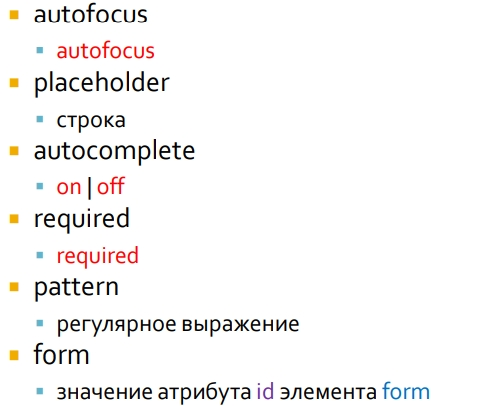 autofocus
autofocus
placeholder
строка
autocomplete
on | off
required
required
pattern
регулярное выражение
form
значение атрибута id элемента form